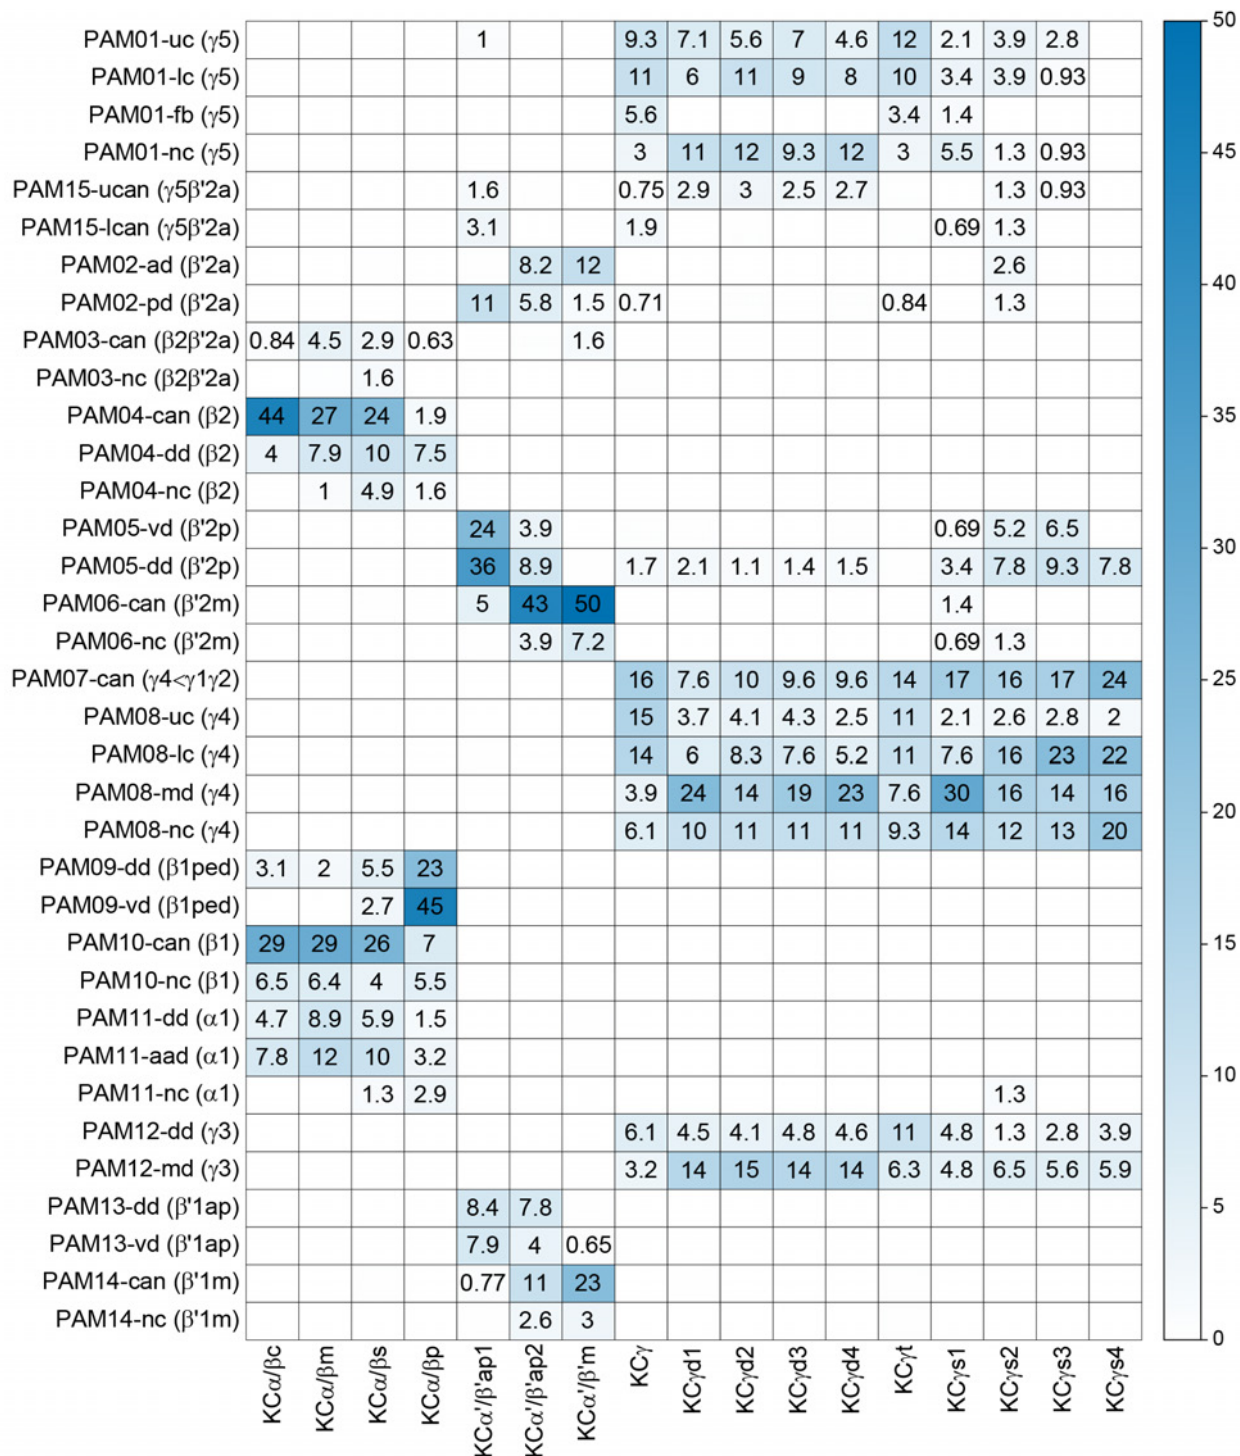 PAM01-uc (γ5) 1 9.3 7.1 5.6 7 4.6 12 2.1 3.9 2.8
PAM01-lc (γ5) 11 6 11 9 8 10 3.4 3.9 0.93
PAM01-fb (γ5) 5.6 3.4 1.4
PAM01-nc (γ5) 3 11 12 9.3 12 3 5.5 1.3 0.93
PAM15-ucan (γ5β'2a) 1.6 0.75 2.9 3 2.5 2.7 1.3 0.93
PAM15-lcan (γ5β'2a) 3.1 1.9 0.69 1.3
PAM02-ad (β'2a) 8.2 12 2.6
PAM02-pd (β'2a) 11 5.8 1.5 0.71 0.84 1.3
PAM03-can (β2β'2a) 0.84 4.5 2.9 0.63 1.6
PAM03-nc (β2β'2a) 1.6
PAM04-can (β2) 44 27 24 1.9
PAM04-dd (β2) 4 7.9 10 7.5
PAM04-nc (β2) 1 4.9 1.6
PAM05-vd (β'2p) 24 3.9 0.69 5.2 6.5
PAM05-dd (β'2p) 36 8.9 1.7 2.1 1.1 1.4 1.5 3.4 7.8 9.3 7.8
PAM06-can (β'2m) 5 43 50 1.4
PAM06-nc (β'2m) 3.9 7.2 0.69 1.3
PAM07-can (γ4<γ1γ2) 16 7.6 10 9.6 9.6 14 17 16 17 24
PAM08-uc (γ4) 15 3.7 4.1 4.3 2.5 11 2.1 2.6 2.8 2
PAM08-lc (γ4) 14 6 8.3 7.6 5.2 11 7.6 16 23 22
PAM08-md (γ4) 3.9 24 14 19 23 7.6 30 16 14 16
PAM08-nc (γ4) 6.1 10 11 11 11 9.3 14 12 13 20
PAM09-dd (β1ped) 3.1 2 5.5 23
PAM09-vd (β1ped) 2.7 45
PAM10-can (β1) 29 29 26 7
PAM10-nc (β1) 6.5 6.4 4 5.5
PAM11-dd (α1) 4.7 8.9 5.9 1.5
PAM11-aad (α1) 7.8 12 10 3.2
PAM11-nc (α1) 1.3 2.9 1.3
PAM12-dd (γ3) 6.1 4.5 4.1 4.8 4.6 11 4.8 1.3 2.8 3.9
PAM12-md (γ3) 3.2 14 15 14 14 6.3 4.8 6.5 5.6 5.9
PAM13-dd (β'1ap) 8.4 7.8
PAM13-vd (β'1ap) 7.9 4 0.65
PAM14-can (β'1m) 0.77 11 23
PAM14-nc (β'1m) 2.6 3
KCα/βc
KCα/βm
KCα/βs
KCα/βp
KCα'/β'ap1
KCα'/β'ap2
KCα'/β'm
KCγ
KCγd1
KCγd2
KCγd3
KCγd4
KCγt
KCγs1
KCγs2
KCγs3
KCγs4
50
45
40
35
30
25
20
15
10
5
0